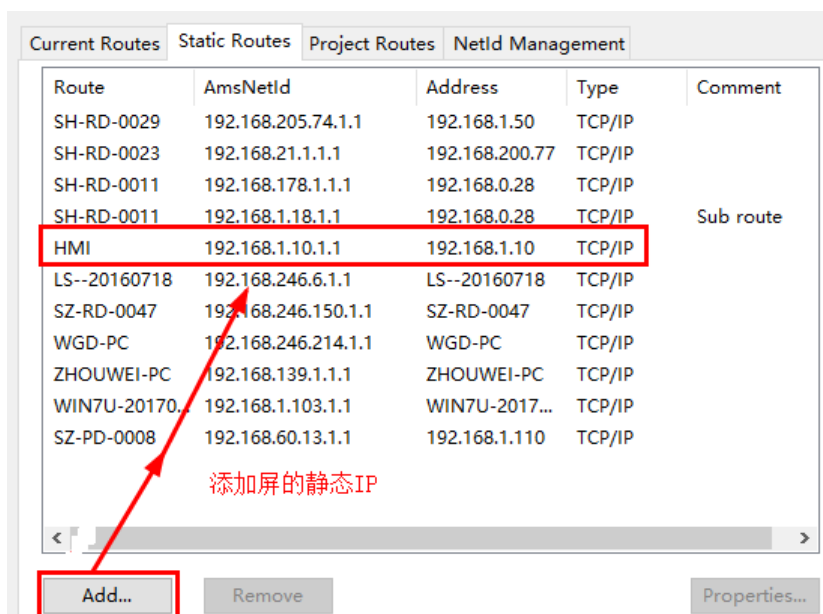 Current Routes Static Routes Project Routes NetId Management
Route AmsNetId Address Type Comment
SH-RD-0029 192.168.205.74.1.1 192.168.1.50 TCP/IP
SH-RD-0023 192.168.21.1.1.1 192.168.200.77 TCP/IP
SH-RD-0011 192.168.178.1.1.1 192.168.0.28 TCP/IP
SH-RD-0011 192.168.1.18.1.1 192.168.0.28 TCP/IP Sub route
HMI 192.168.1.10.1.1 192.168.1.10 TCP/IP
LS--20160718 192.168.246.6.1.1 LS--20160718 TCP/IP
SZ-RD-0047 192.168.246.150.1.1 SZ-RD-0047 TCP/IP
WGD-PC 192.168.246.214.1.1 WGD-PC TCP/IP
ZHOUWEI-PC 192.168.139.1.1.1 ZHOUWEI-PC TCP/IP
WIN7U-20170... 192.168.1.103.1.1 WIN7U-2017... TCP/IP
SZ-PD-0008 192.168.60.13.1.1 192.168.1.110 TCP/IP
添加屏的静态IP
Add... Remove Properties...